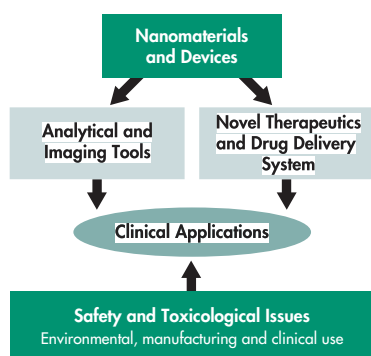 Nanomaterials
and Devices
Analytical and
Imaging Tools
Novel Therapeutics
and Drug Delivery
System
Clinical Applications
Safety and Toxicological Issues
Environmental, manufacturing and clinical use